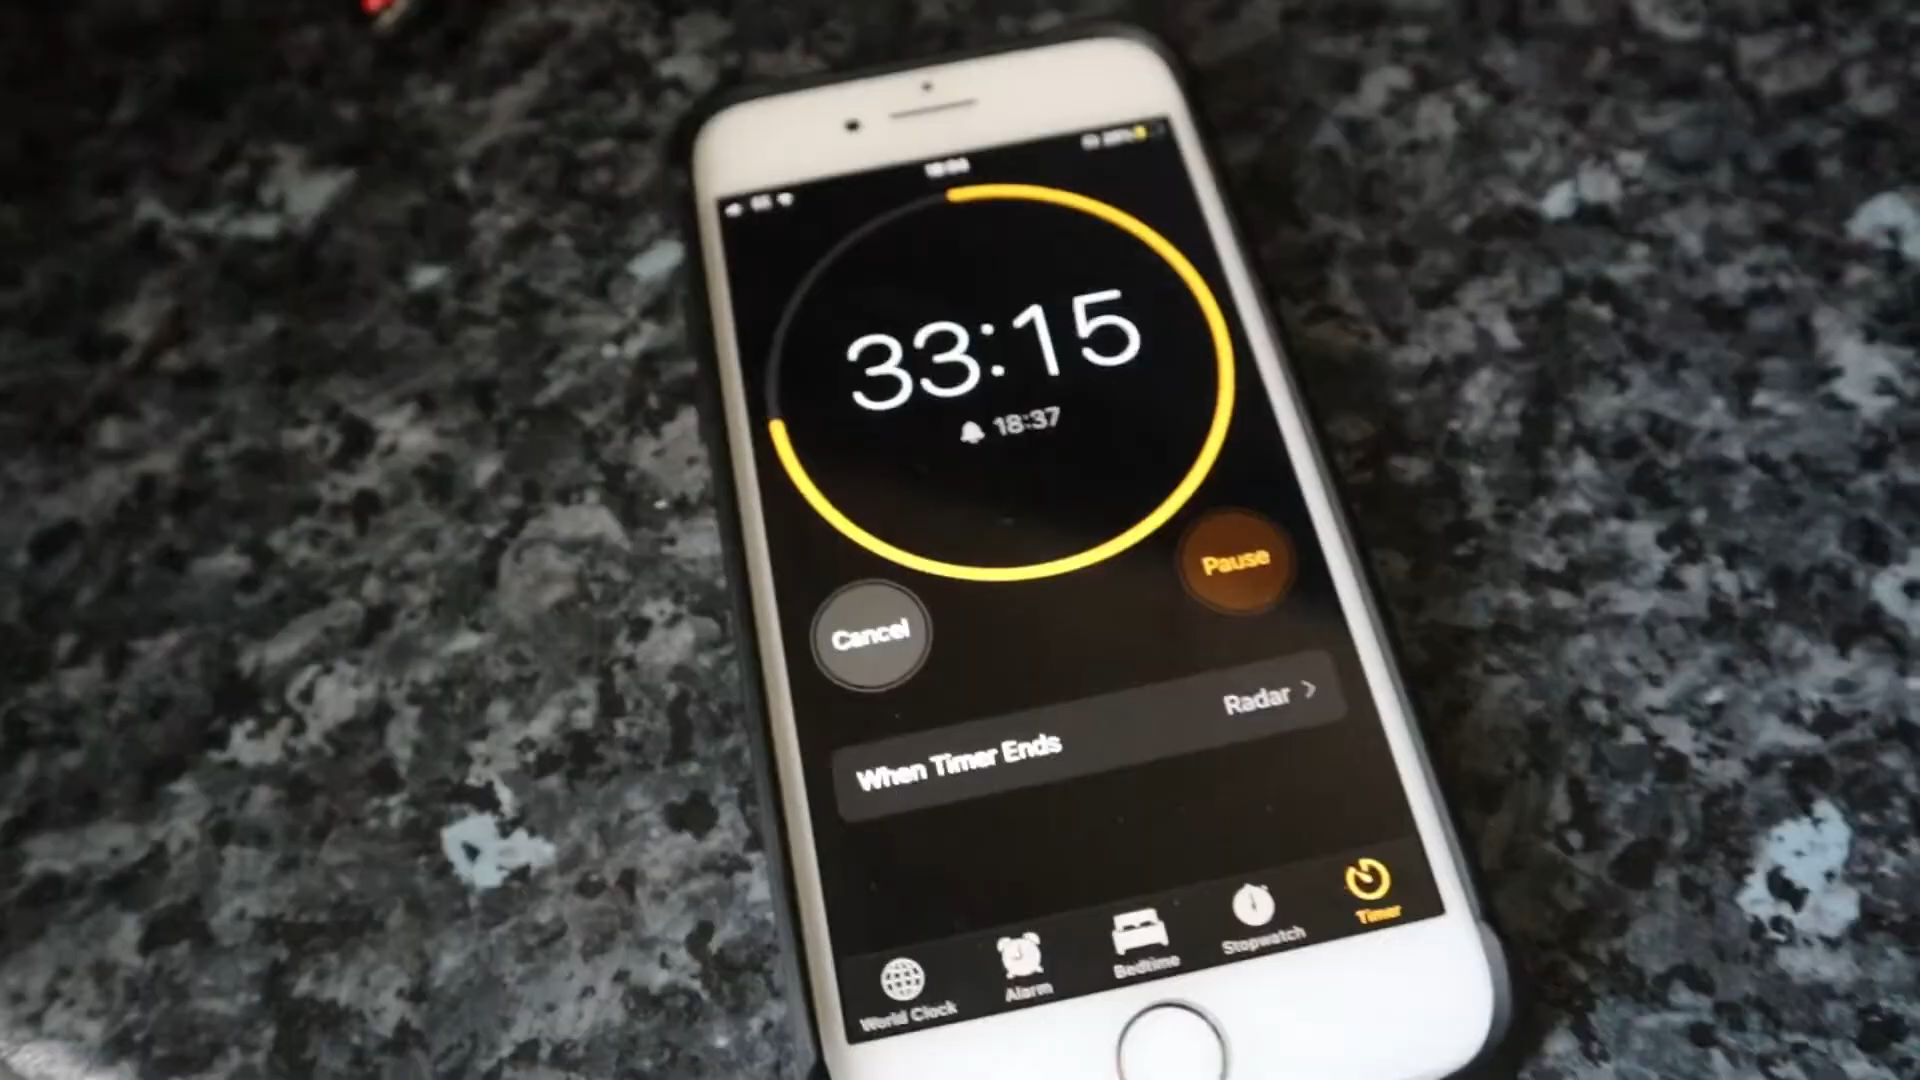 33:15
18:37
Cancel
Pause
When Timer Ends
Radar
World Clock
Alarm
Bedtime
Stopwatch
Timer